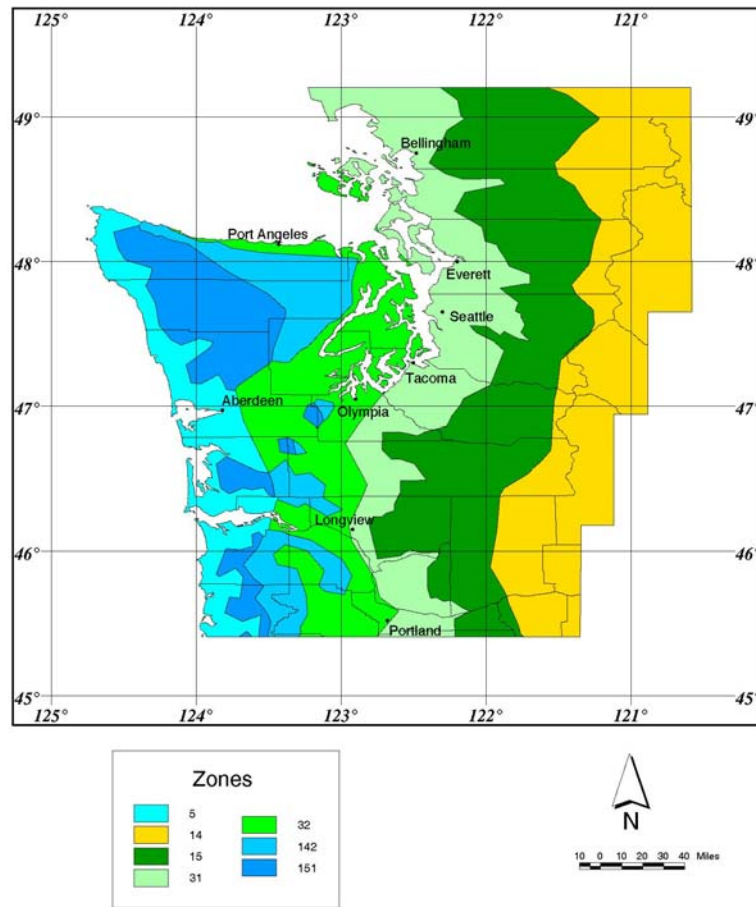 125° 124° 123° 122° 121°
49° 49°
Bellingham
Port Angeles
48° 48°
Everett
Seattle
Tacoma
Aberdeen
47° 47°
Olympia
Longview
46° 46°
Portland
45° 45°
125° 124° 123° 122° 121°
Zones
5
14
15
31
32
142
151
N
10 0 10 20 30 40 Miles